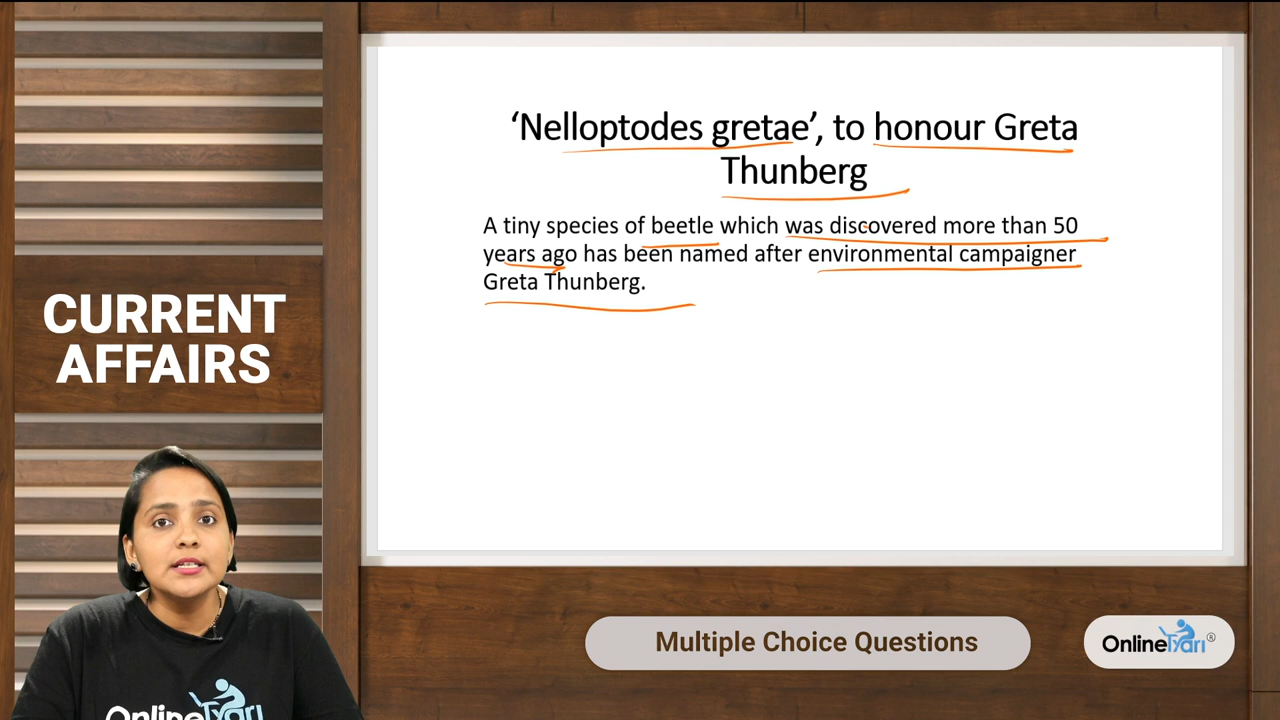 ‘Nelloptodes gretae’, to honour Greta
Thunberg
A tiny species of beetle which was discovered more than 50
years ago has been named after environmental campaigner
Greta Thunberg.
CURRENT
AFFAIRS
Multiple Choice Questions
OnlineTyari®
OnlineTyari